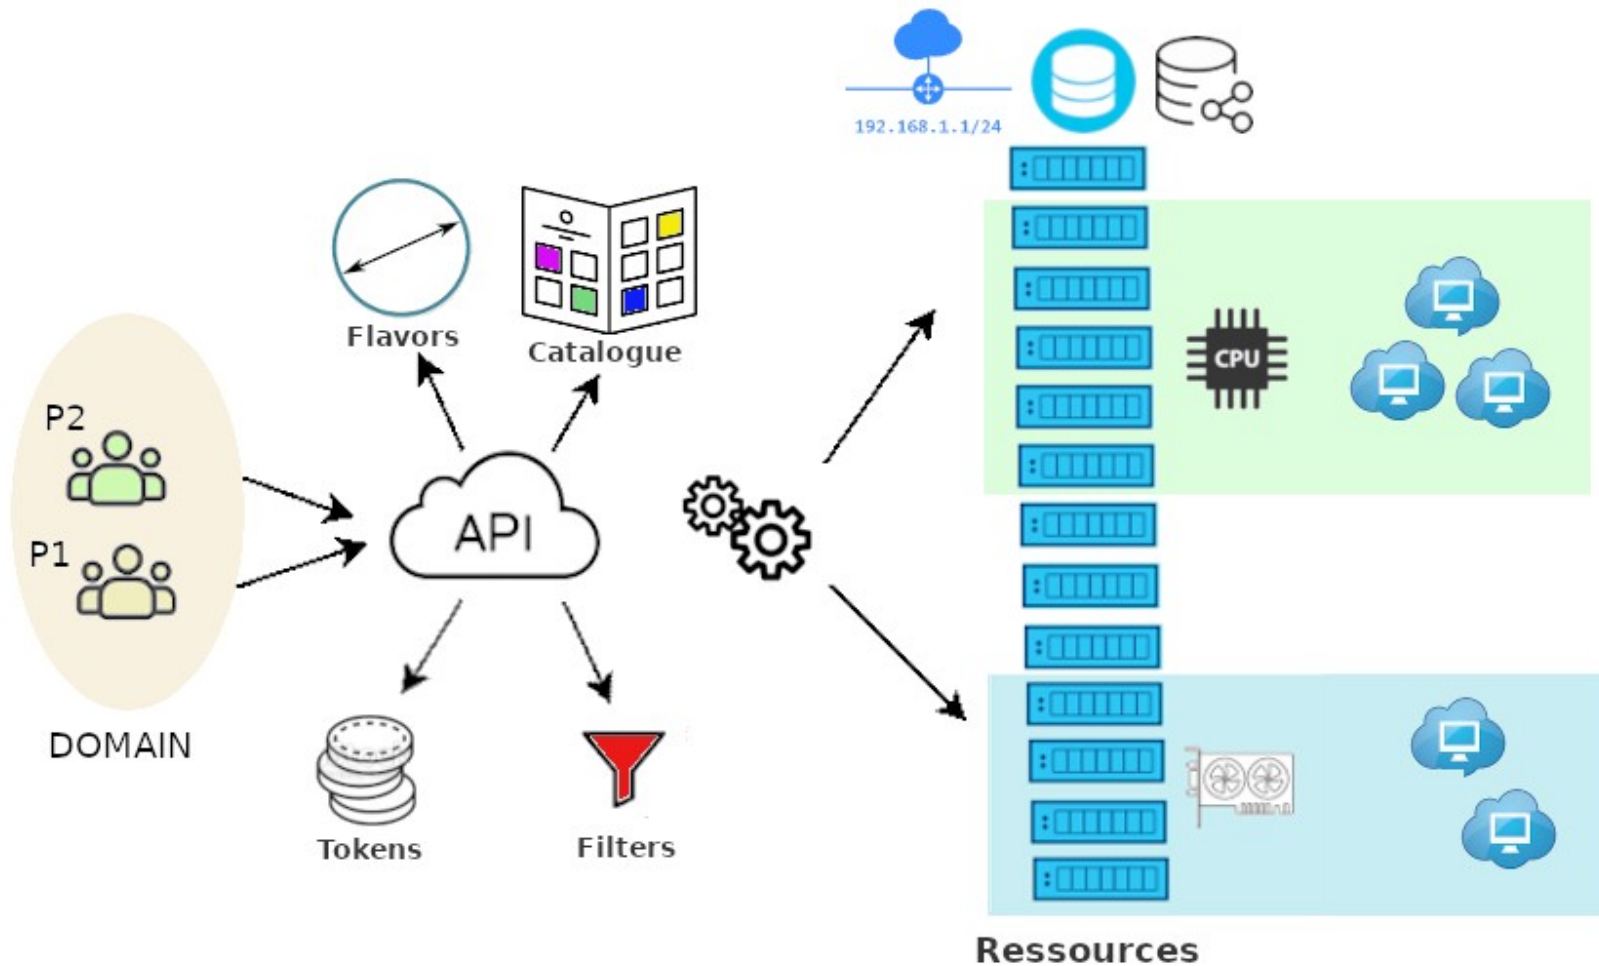 192.168.1.1/24
Flavors
Catalogue
CPU
P2
API
P1
DOMAIN
Tokens
Filters
Ressources